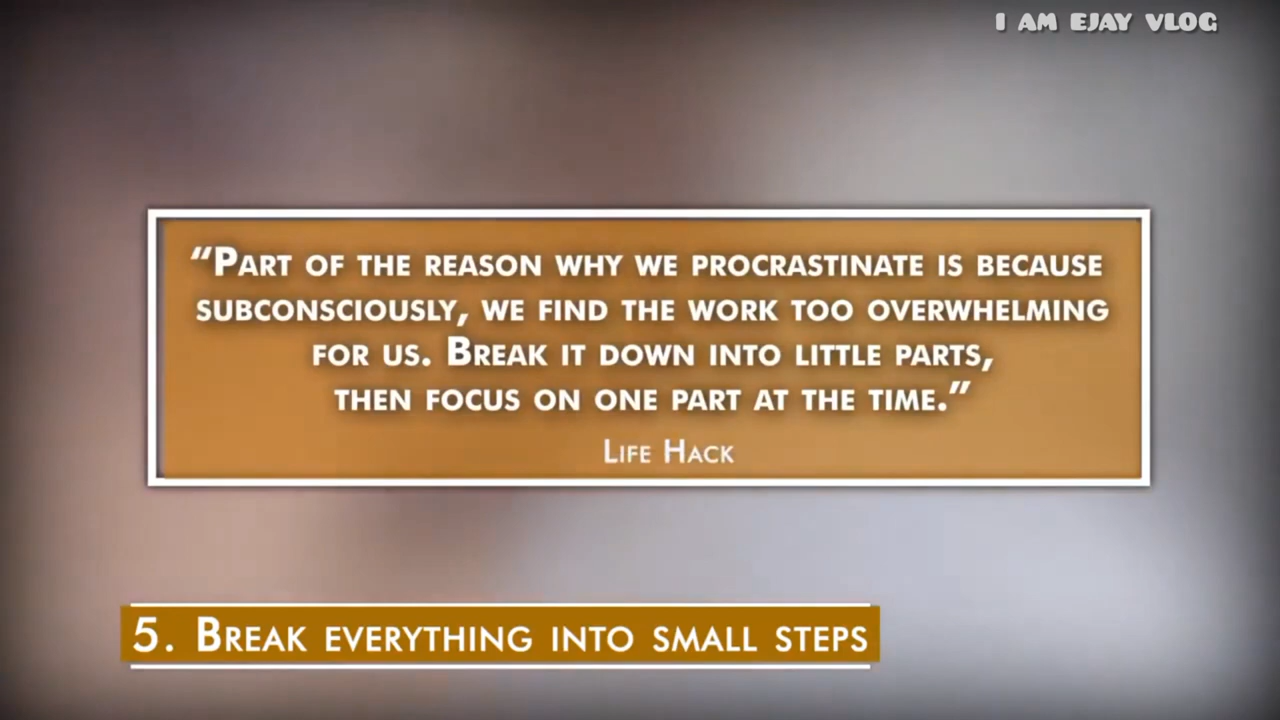 I AM EJAY VLOG
“Part of the reason why we procrastinate is because
subconsciously, we find the work too overwhelming
for us. Break it down into little parts,
then focus on one part at the time.”
Life Hack
5. Break everything into small steps